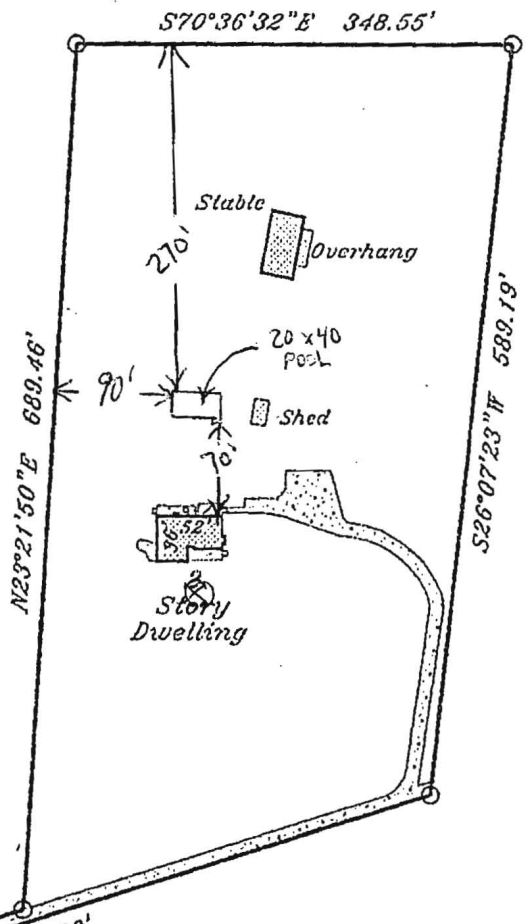 S70°36'32"E 348.55'
Stable
Overhang
270'
20 x 40
POOL
90'
Shed
70'
N23°21'50"E 689.46'
S26°07'23"W 589.19'
36'
52'
2
Story
Dwelling